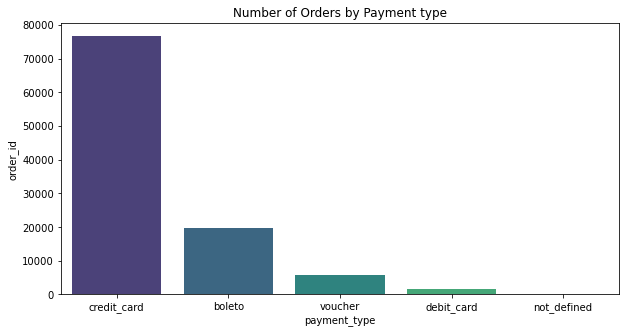 Number of Orders by Payment type
80000
70000
60000
50000
40000
30000
20000
10000
0
order_id
credit_card boleto voucher debit_card not_defined
payment_type